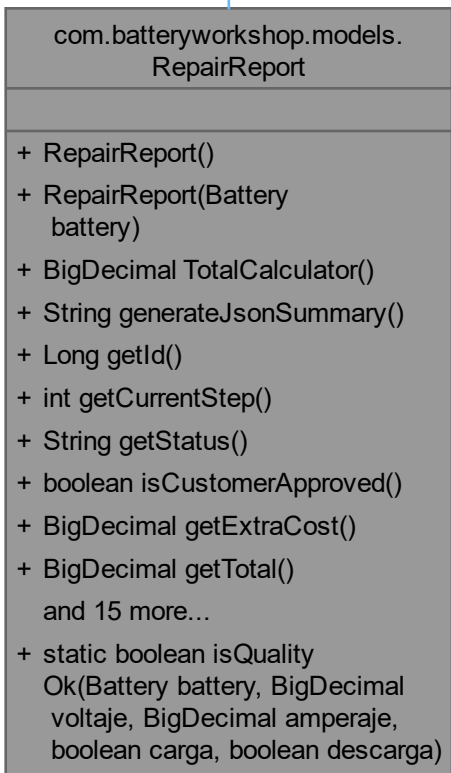 com.batteryworkshop.models.
RepairReport
+ RepairReport()
+ RepairReport(Battery
battery)
+ BigDecimal TotalCalculator()
+ String generateJsonSummary()
+ Long getId()
+ int getCurrentStep()
+ String getStatus()
+ boolean isCustomerApproved()
+ BigDecimal getExtraCost()
+ BigDecimal getTotal()
and 15 more...
+ static boolean isQuality
Ok(Battery battery, BigDecimal
voltaje, BigDecimal amperaje,
boolean carga, boolean descarga)